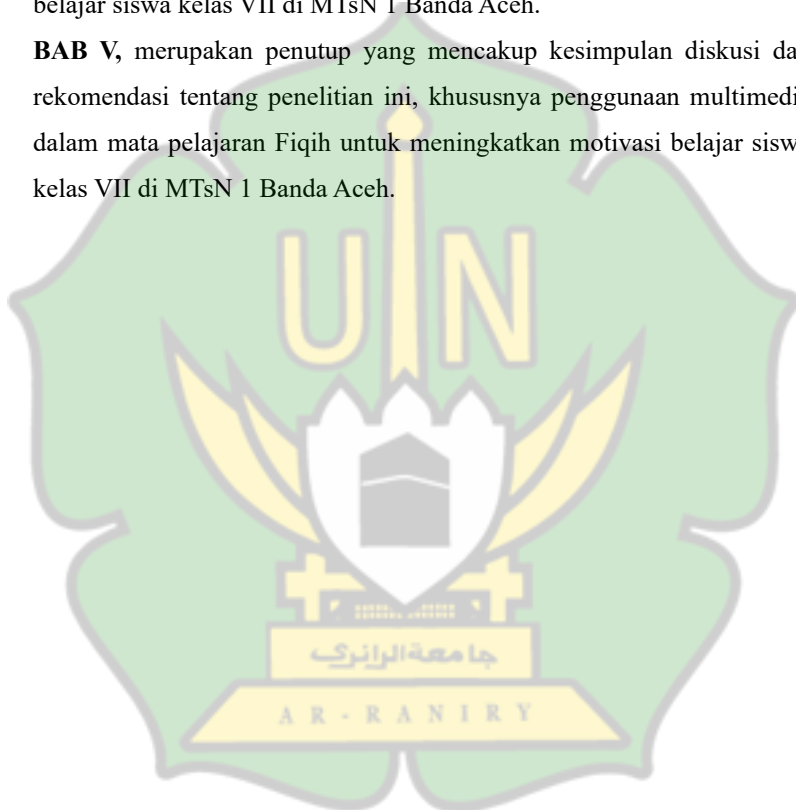 belajar siswa kelas VII di MTsN 1 Banda Aceh.
BAB V, merupakan penutup yang mencakup kesimpulan diskusi da
rekomendasi tentang penelitian ini, khususnya penggunaan multimedi
dalam mata pelajaran Fiqih untuk meningkatkan motivasi belajar sisw
kelas VII di MTsN 1 Banda Aceh.
UIN
جامعة الرانري
AR-RANIRY